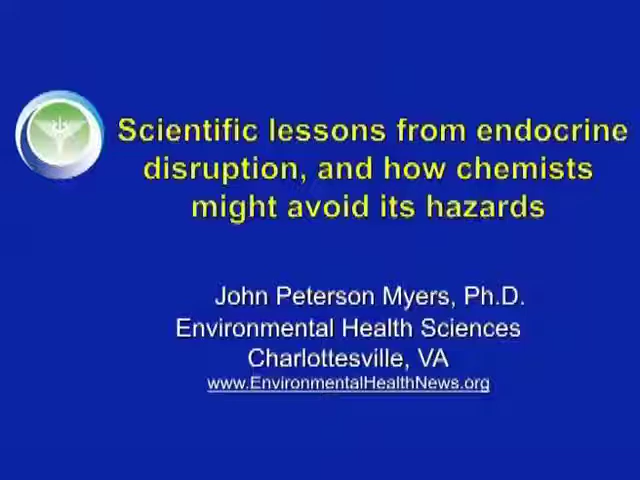 Scientific lessons from endocrine
disruption, and how chemists
might avoid its hazards
John Peterson Myers, Ph.D.
Environmental Health Sciences
Charlottesville, VA
www.EnvironmentalHealthNews.org